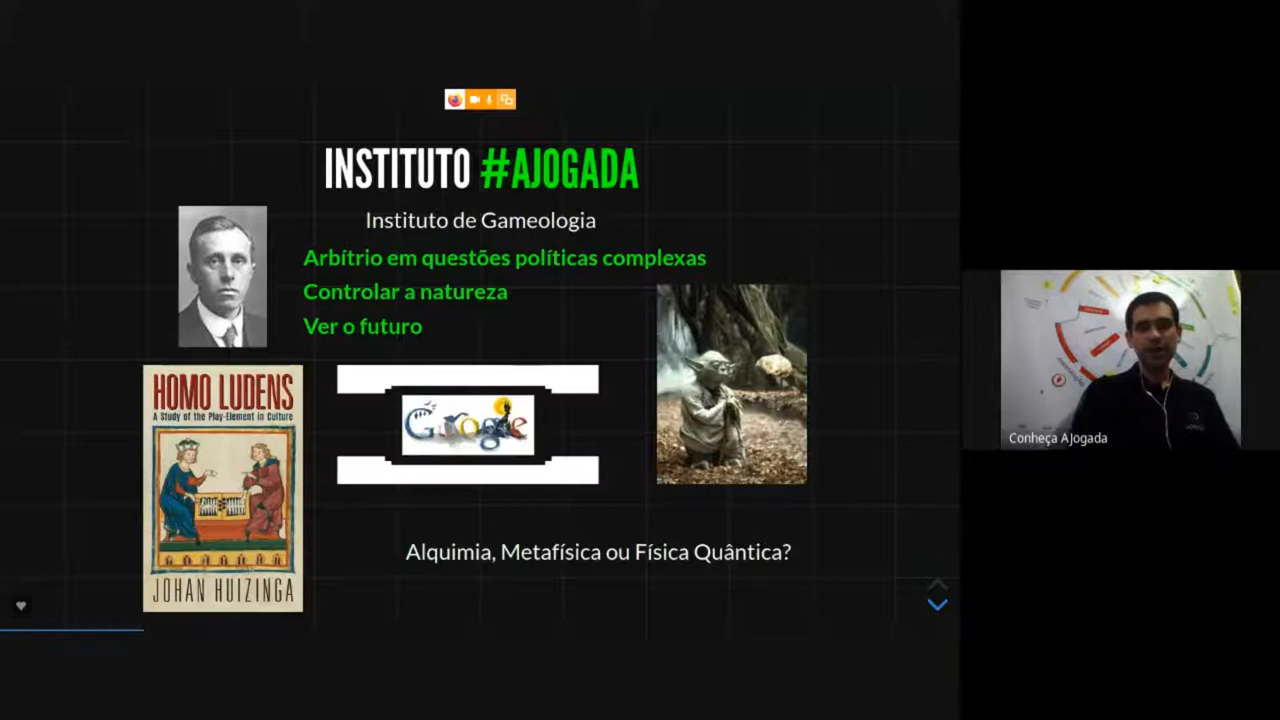 INSTITUTO #AJOGADA
Instituto de Gameologia
Arbítrio em questões políticas complexas
Controlar a natureza
Ver o futuro
HOMO LUDENS
A Study of the Play-Element in Culture
JOHAN HUIZINGA
Google
Alquimia, Metafísica ou Física Quântica?
Conheça AJogada